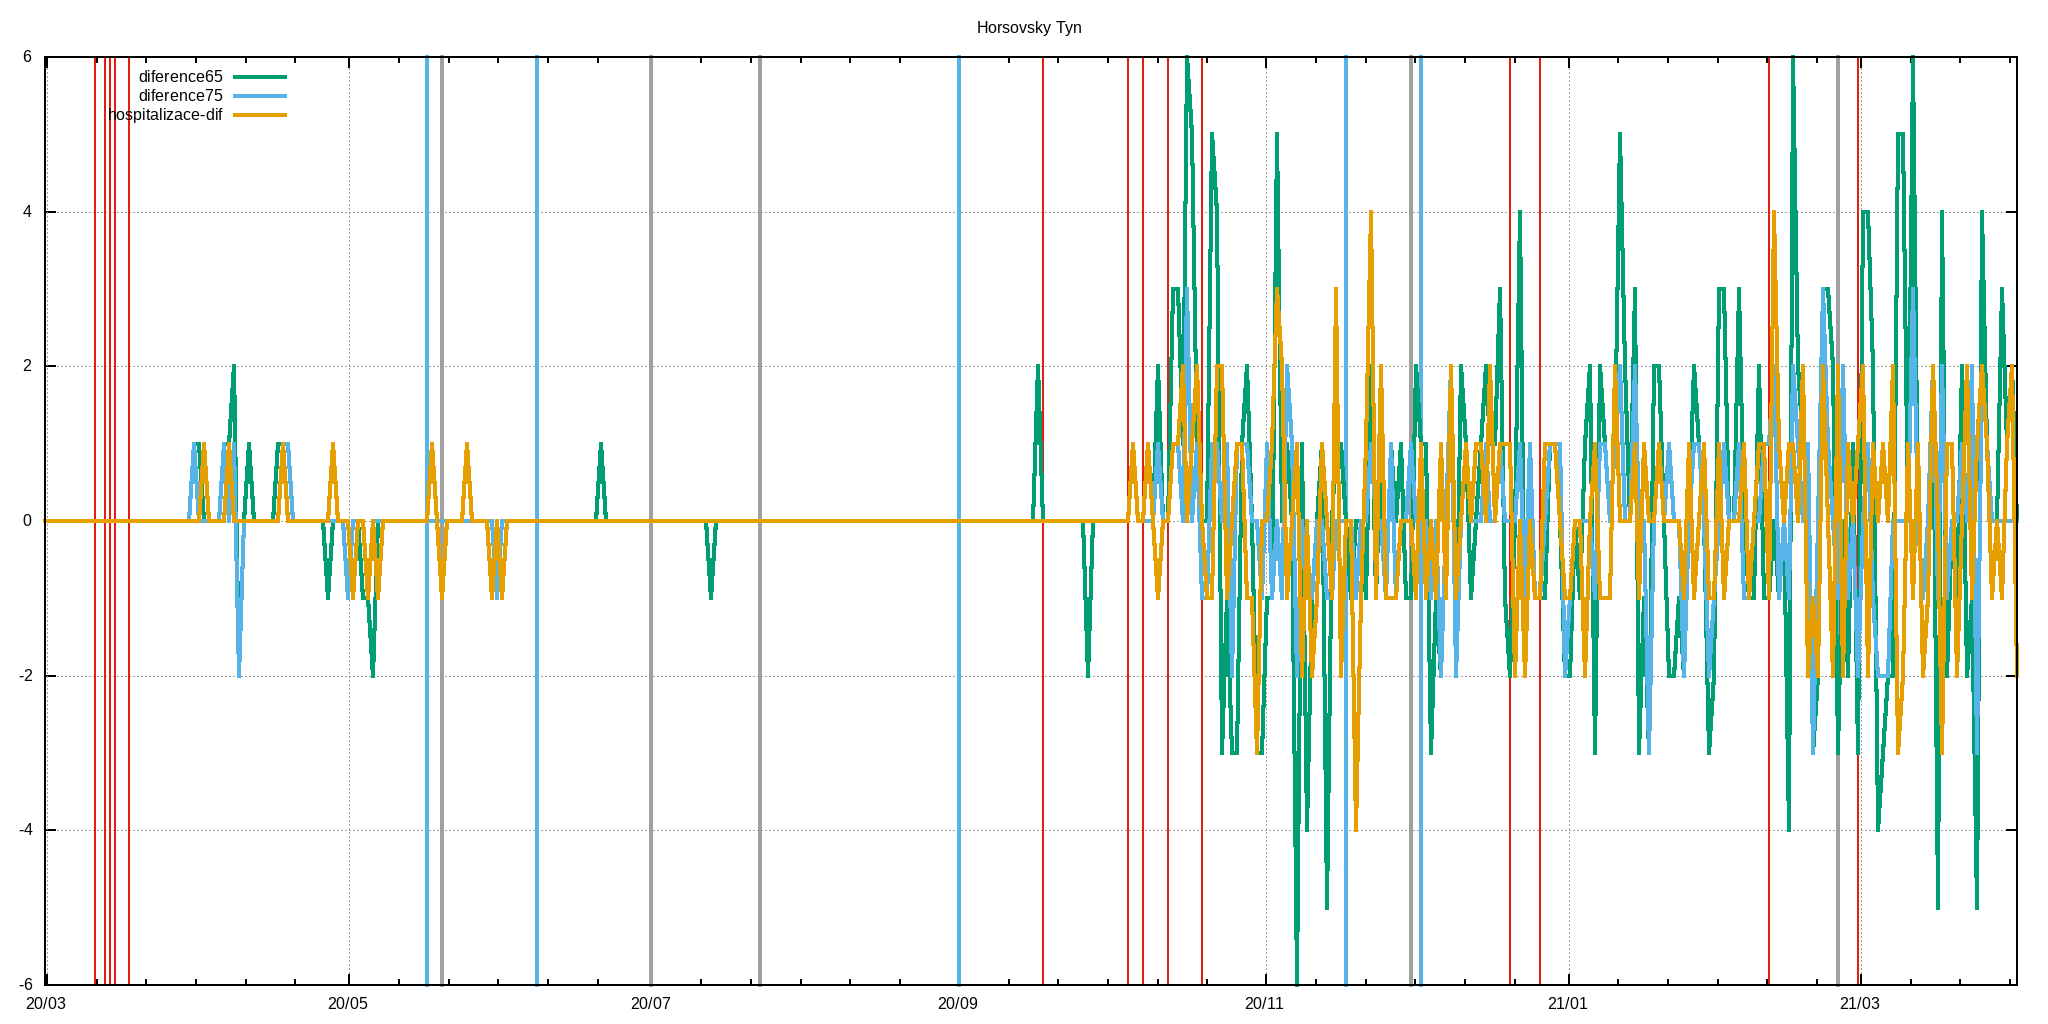 Horsovsky Tyn
diference65
diference75
hospitalizace-dif
6
4
2
0
-2
-4
-6
20/03 20/05 20/07 20/09 20/11 21/01 21/03